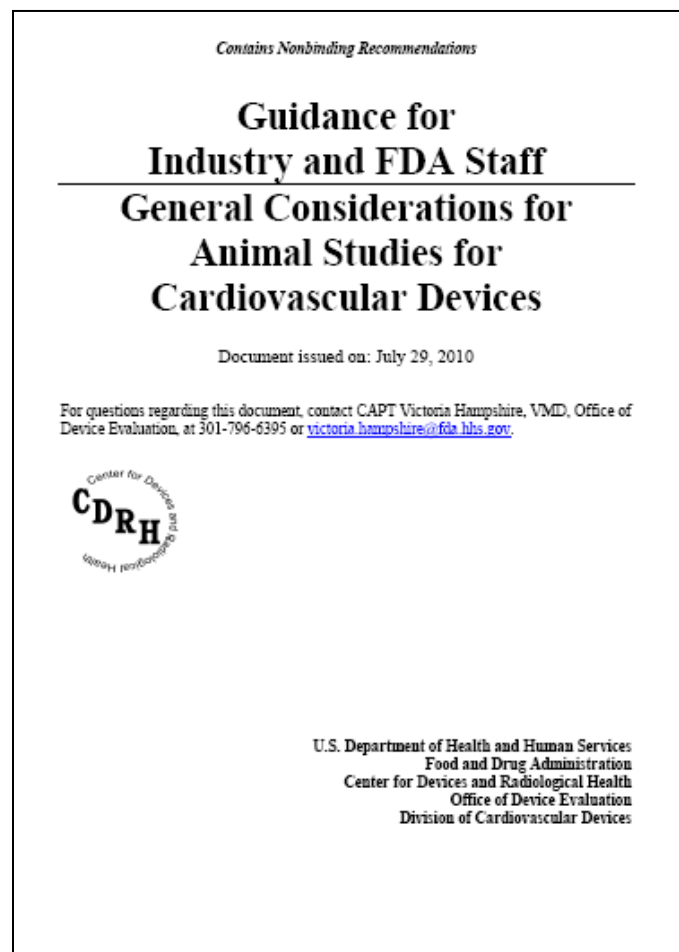 Contains Nonbinding Recommendations
Guidance for
Industry and FDA Staff
General Considerations for
Animal Studies for
Cardiovascular Devices
Document issued on: July 29, 2010
For questions regarding this document, contact CAPT Victoria Hampshire, VMD, Office of
Device Evaluation, at 301-796-6395 or victoria.hampshire@fda.hhs.gov.
Center for Devices and Radiological Health
CDRH
U.S. Department of Health and Human Services
Food and Drug Administration
Center for Devices and Radiological Health
Office of Device Evaluation
Division of Cardiovascular Devices